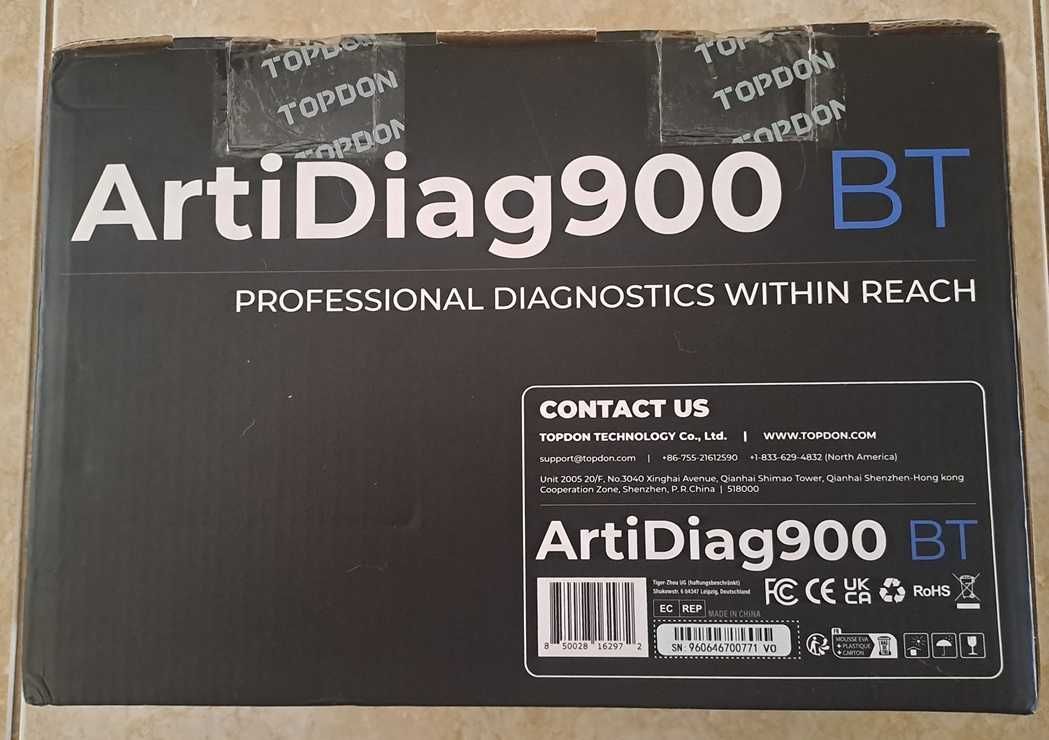 TOPDON
TOPDON
TOPDON
TOPDON
TOPDON
TOPDON
ArtiDiag900 BT
PROFESSIONAL DIAGNOSTICS WITHIN REACH
CONTACT US
TOPDON TECHNOLOGY Co., Ltd. | WWW.TOPDON.COM
support@topdon.com | +86-755-21612590 +1-833-629-4832 (North America)
Unit 2005 20/F, No.3040 Xinghai Avenue, Qianhai Shimao Tower, Qianhai Shenzhen-Hong kong
Cooperation Zone, Shenzhen, P.R.China | 518000
ArtiDiag900 BT
Tiger-Zhou UG (haftungsbeschränkt)
Shukowstr. 6 04347 Leipzig, Deutschland
FC CE UK CA RoHS
EC REP MADE IN CHINA
8 50028 16297 2
SN: 960646700771 V0
FR
MOUSSE EVA
+ PLASTIQUE
+ CARTON